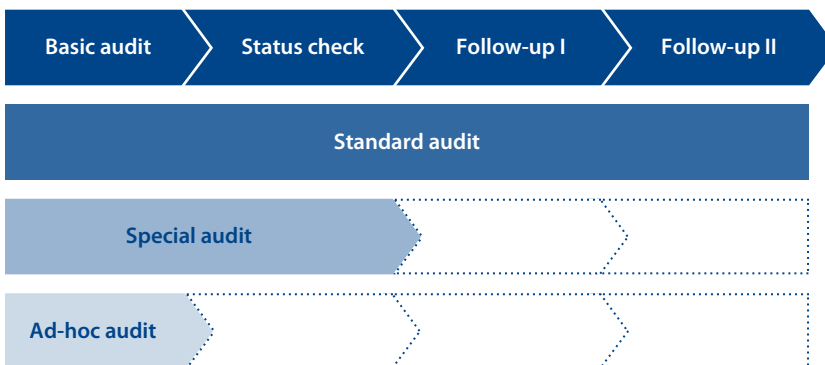 Basic audit
Status check
Follow-up I
Follow-up II
Standard audit
Special audit
Ad-hoc audit